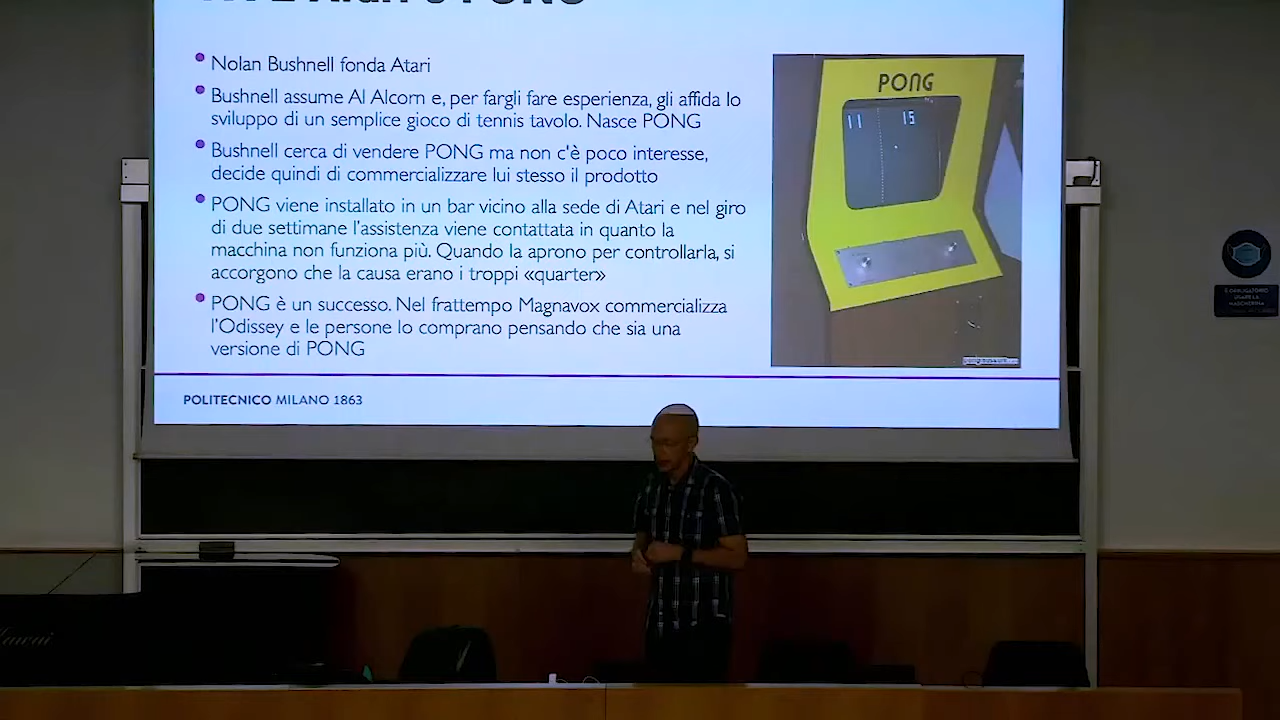 Nolan Bushnell fonda Atari
Bushnell assume Al Alcorn e, per fargli fare esperienza, gli affida lo
sviluppo di un semplice gioco di tennis tavolo. Nasce PONG
Bushnell cerca di vendere PONG ma non c'è poco interesse,
decide quindi di commercializzare lui stesso il prodotto
PONG viene installato in un bar vicino alla sede di Atari e nel giro
di due settimane l'assistenza viene contattata in quanto la
macchina non funziona più. Quando la aprono per controllarla, si
accorgono che la causa erano i troppi «quarter»
PONG è un successo. Nel frattempo Magnavox commercializza
l'Odissey e le persone lo comprano pensando che sia una
versione di PONG
POLITECNICO MILANO 1863
PONG
11 15
È OBBLIGATORIO
USARE LA
MASCHERINA